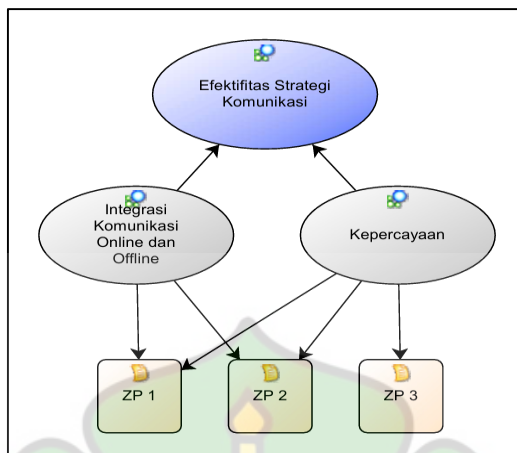 Efektifitas Strategi
Komunikasi
Integrasi
Komunikasi
Online dan
Offline
Kepercayaan
ZP 1
ZP 2
ZP 3